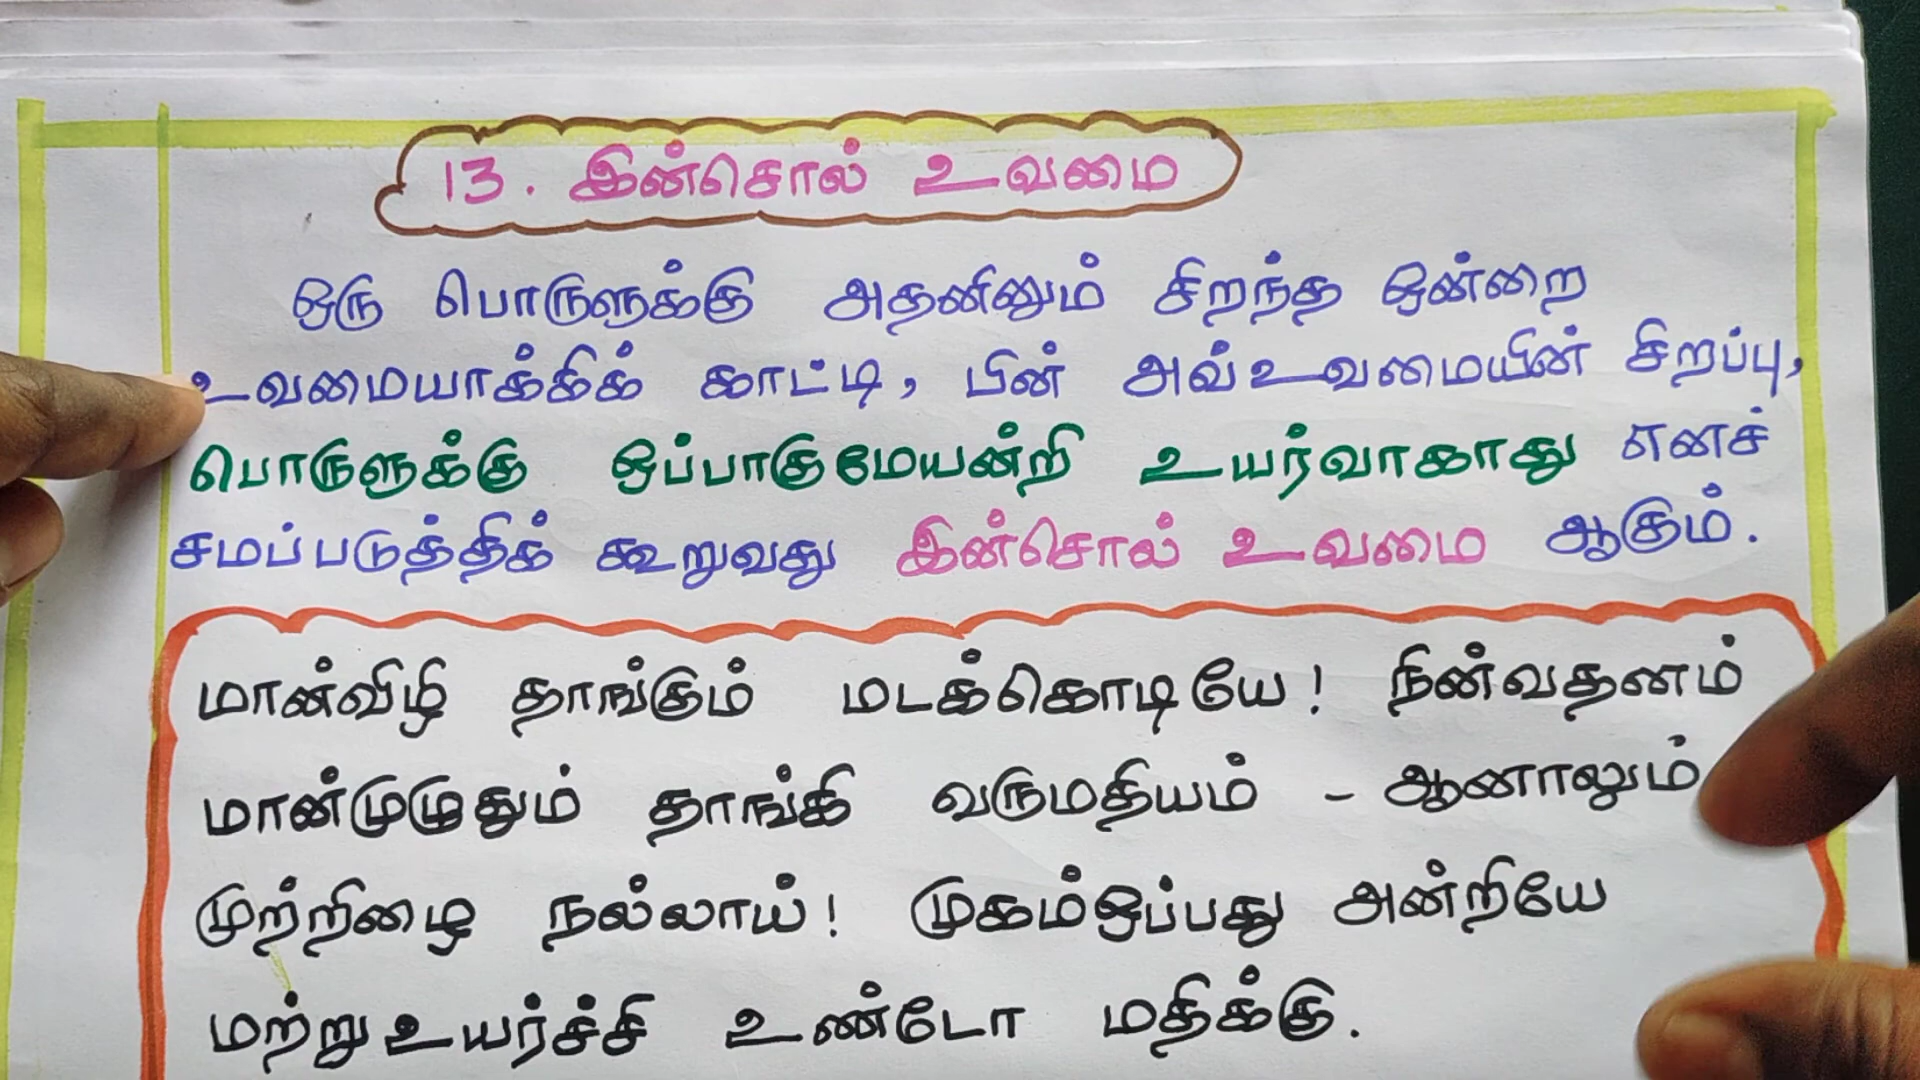 13. இன்சொல் உவமை
ஒரு பொருளுக்கு அதனினும் சிறந்த ஒன்றை
உவமையாக்கிக் காட்டி, பின் அவ்உவமையின் சிறப்பு,
பொருளுக்கு ஒப்பாகுமேயன்றி உயர்வாகாது எனச்
சமப்படுத்திக் கூறுவது இன்சொல் உவமை ஆகும்.
மான்விழி தாங்கும் மடக்கொடியே! நின்வதனம்
மான்முழுதும் தாங்கி வருமதியம் - ஆனாலும்
முற்றிழை நல்லாய்! முகம்ஒப்பது அன்றியே
மற்றுஉயர்ச்சி உண்டோ மதிக்கு.